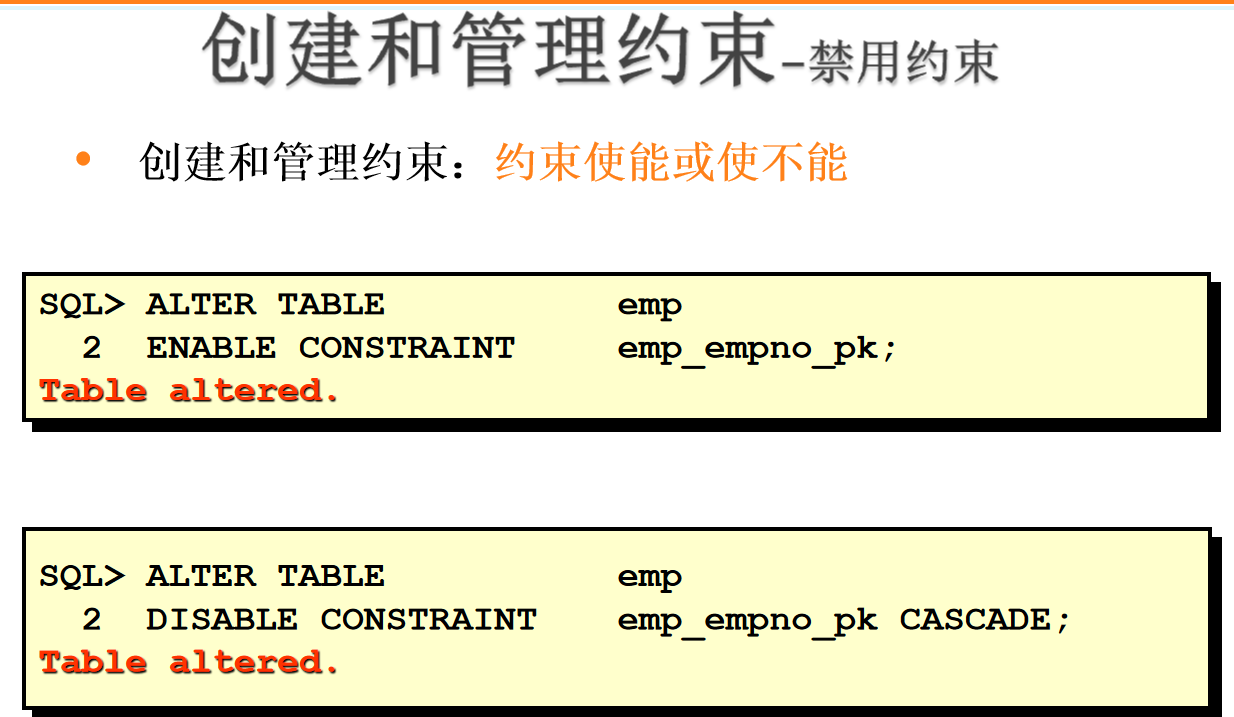 创建和管理约束-禁用约束
• 创建和管理约束：约束使能或使不能
SQL> ALTER TABLE emp
2 ENABLE CONSTRAINT emp_empno_pk;
Table altered.
SQL> ALTER TABLE emp
2 DISABLE CONSTRAINT emp_empno_pk CASCADE;
Table altered.